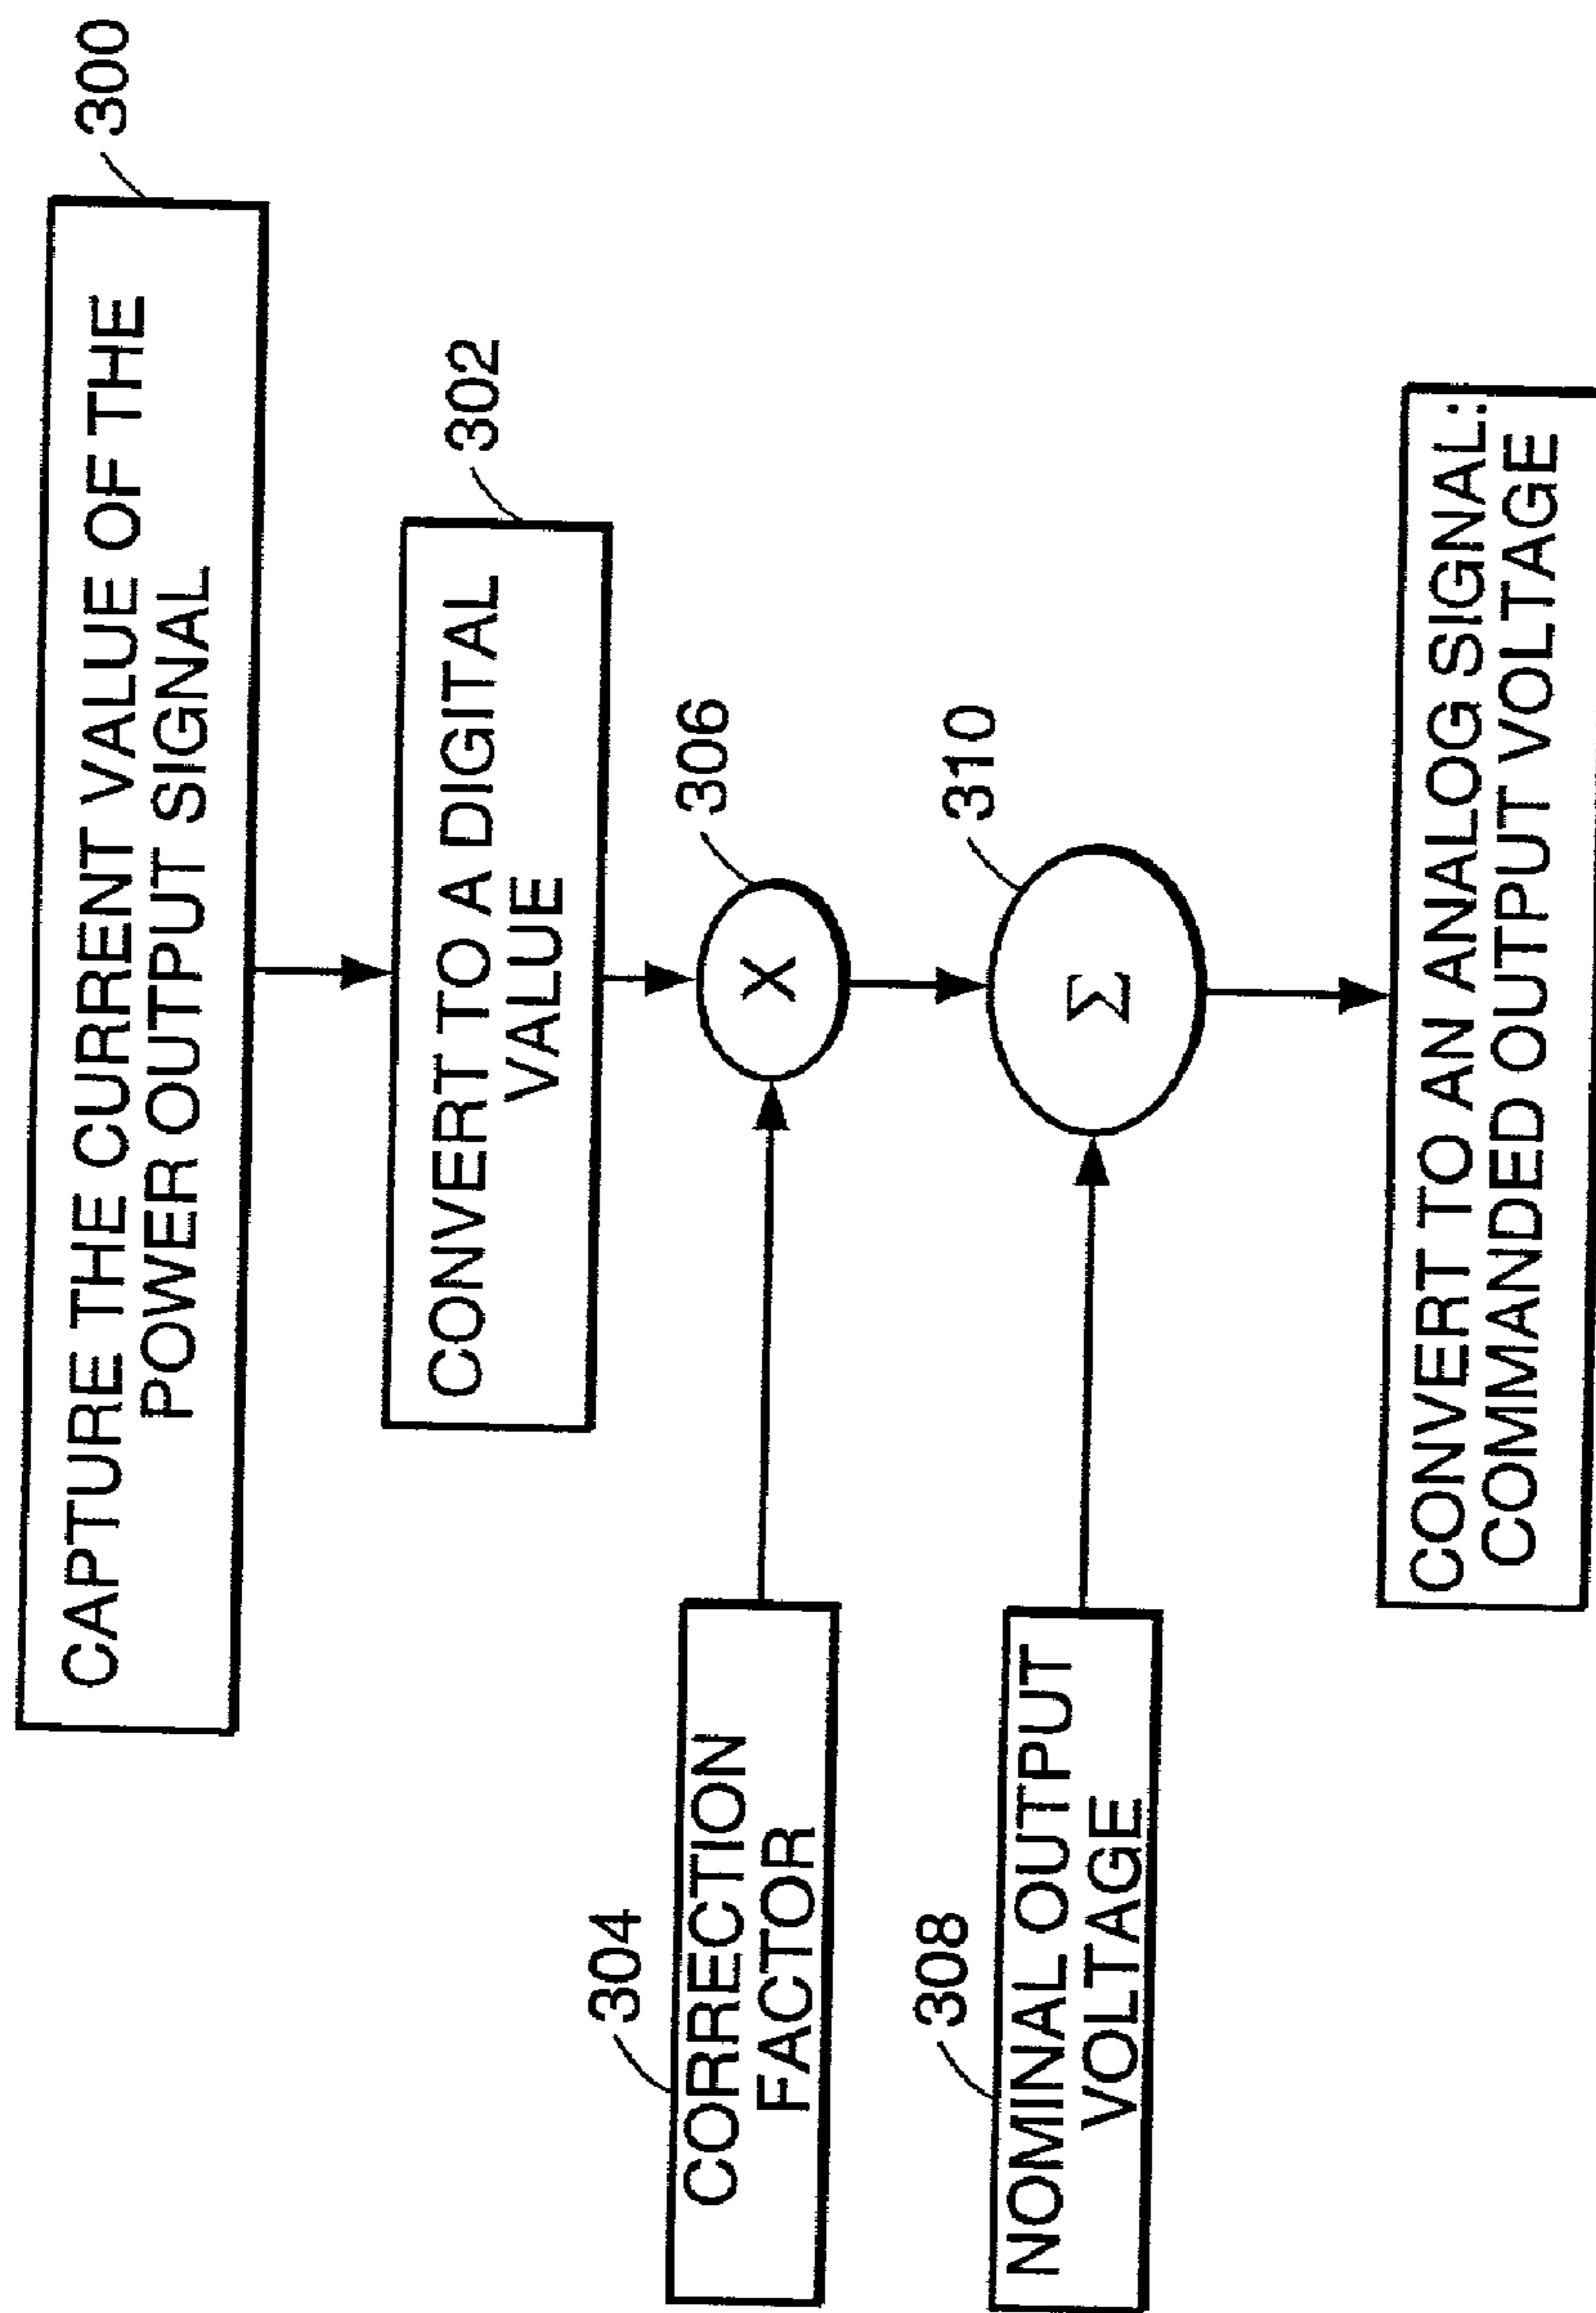 300
CAPTURE THE CURRENT VALUE OF THE
POWER OUTPUT SIGNAL
302
CONVERT TO A DIGITAL
VALUE
304
CORRECTION
FACTOR
306
X
308
NOMINAL OUTPUT
VOLTAGE
310
Σ
CONVERT TO AN ANALOG SIGNAL:
COMMANDED OUTPUT VOLTAGE